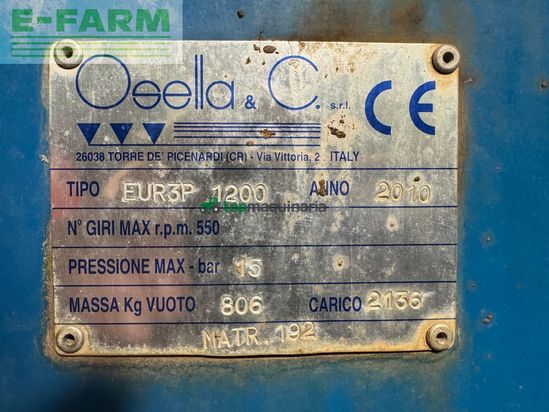 E-FARM
Osella & C. s.r.l. CE
26038 TORRE DE' PICENARDI (CR) - Via Vittoria, 2 . ITALY
TIPO EUR3P 1200 ANNO 2010
topmaquinaria
N° GIRI MAX r.p.m. 550
PRESSIONE MAX - bar 15
MASSA Kg VUOTO 806 CARICO 2136
MATR. 192